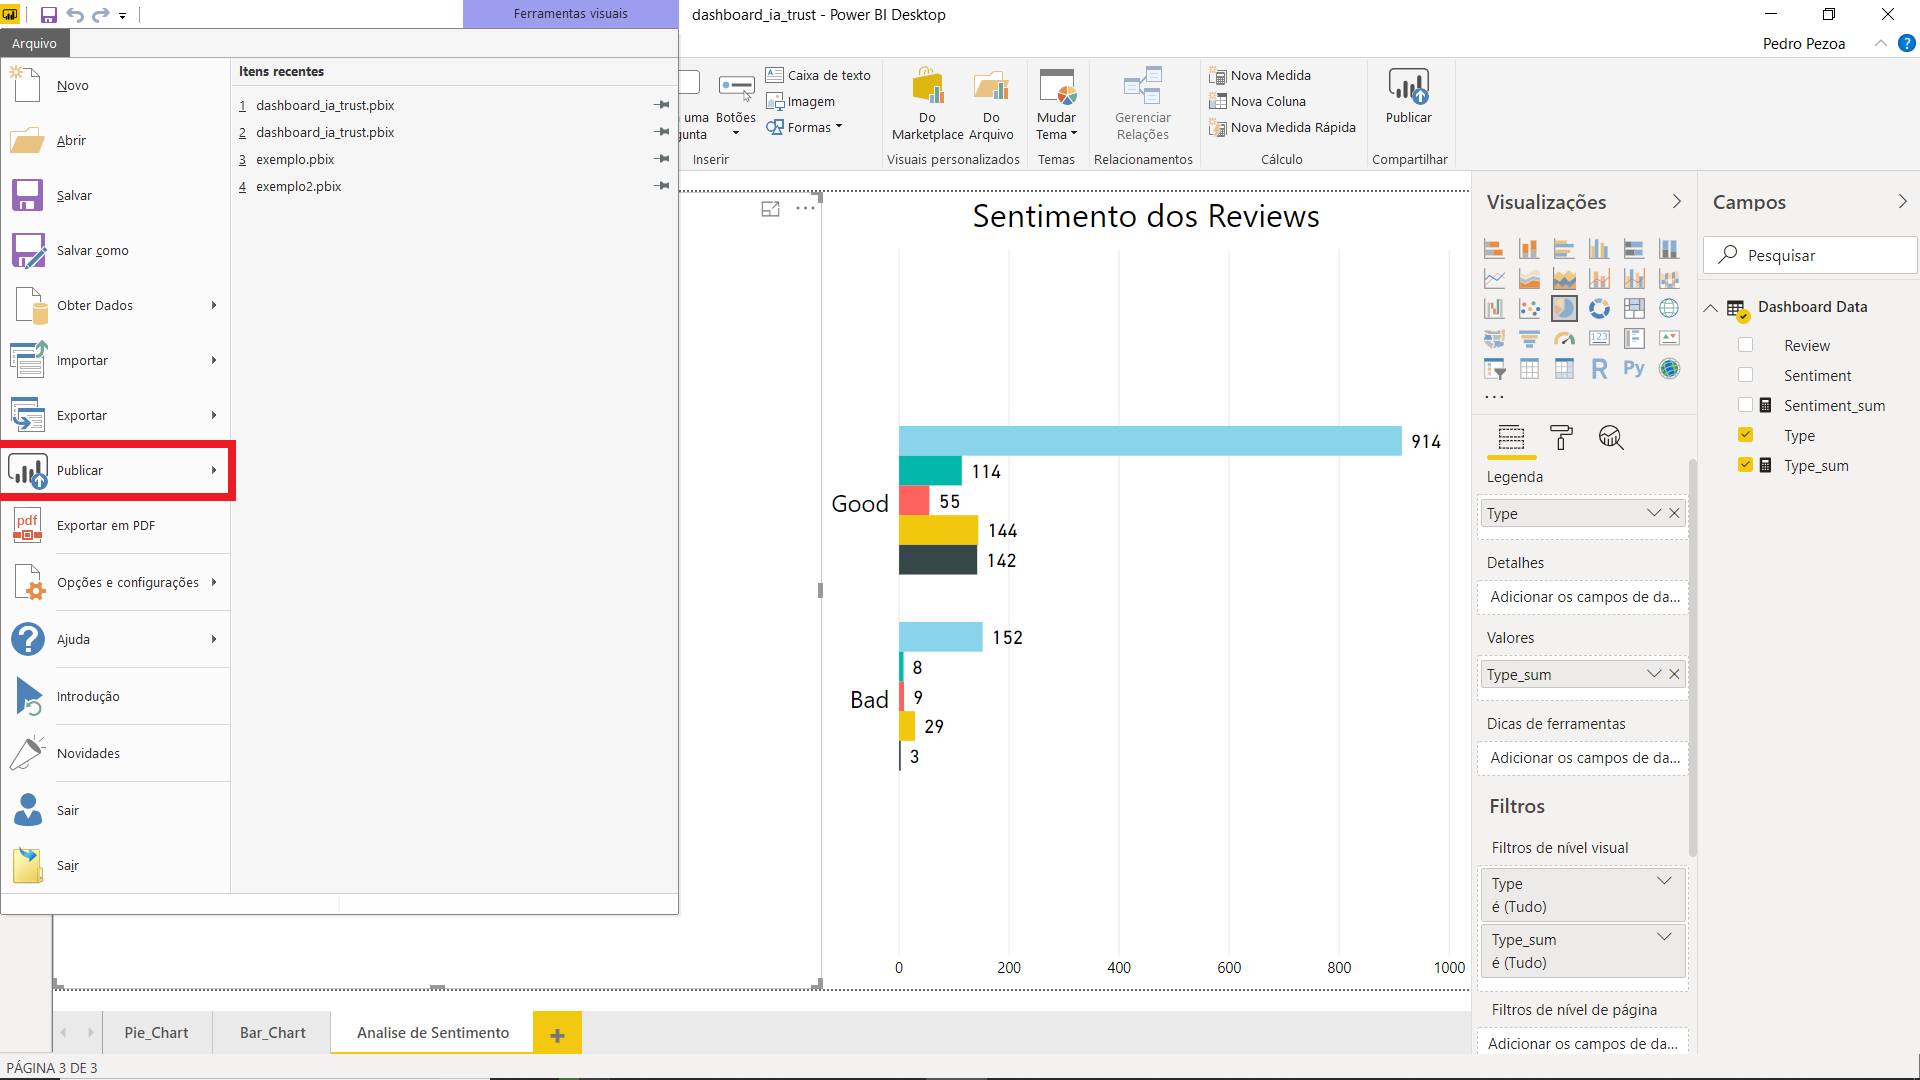 Ferramentas visuais
dashboard_ia_trust - Power BI Desktop
Arquivo
Pedro Pezoa
?
Novo
Abrir
Salvar
Salvar como
Obter Dados
Importar
Exportar
Publicar
pdf
Exportar em PDF
Opções e configurações
?
Ajuda
Introdução
Novidades
Sair
Sair
Itens recentes
1 dashboard_ia_trust.pbix
2 dashboard_ia_trust.pbix
3 exemplo.pbix
4 exemplo2.pbix
uma
gunta
Botões
Caixa de texto
Imagem
Formas
Inserir
Do
Marketplace
Do
Arquivo
Visuais personalizados
Mudar
Tema
Temas
Gerenciar
Relações
Relacionamentos
Nova Medida
Nova Coluna
Nova Medida Rápida
Cálculo
Publicar
Compartilhar
Sentimento dos Reviews
Good
914
114
55
144
142
Bad
152
8
9
29
3
0 200 400 600 800 1000
Visualizações
123
R
Py
Legenda
Type
Detalhes
Adicionar os campos de da...
Valores
Type_sum
Dicas de ferramentas
Adicionar os campos de da...
Filtros
Filtros de nível visual
Type
é (Tudo)
Type_sum
é (Tudo)
Filtros de nível de página
Adicionar os campos de da...
Campos
Pesquisar
Dashboard Data
Review
Sentiment
Sentiment_sum
Type
Type_sum
Pie_Chart
Bar_Chart
Analise de Sentimento
PÁGINA 3 DE 3